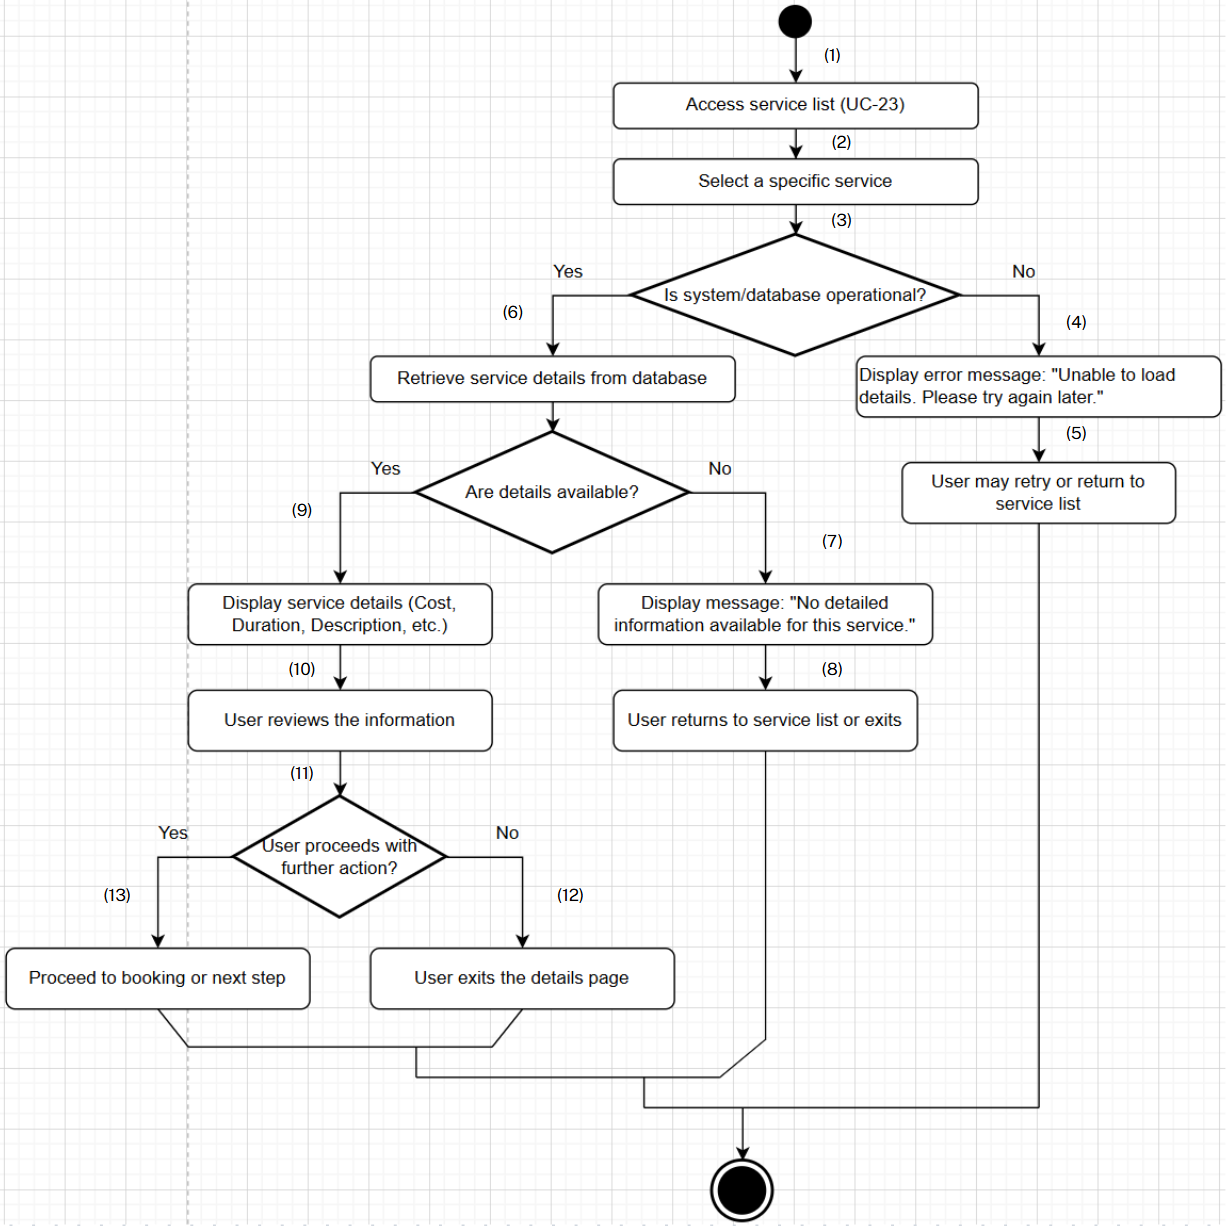 (1)
Access service list (UC-23)
(2)
Select a specific service
(3)
Yes
No
Is system/database operational?
(6)
(4)
Retrieve service details from database
Display error message: "Unable to load
details. Please try again later."
(5)
Yes
No
Are details available?
User may retry or return to
service list
(9)
(7)
Display service details (Cost,
Duration, Description, etc.)
Display message: "No detailed
information available for this service."
(10)
(8)
User reviews the information
User returns to service list or exits
(11)
Yes
No
User proceeds with
further action?
(13)
(12)
Proceed to booking or next step
User exits the details page